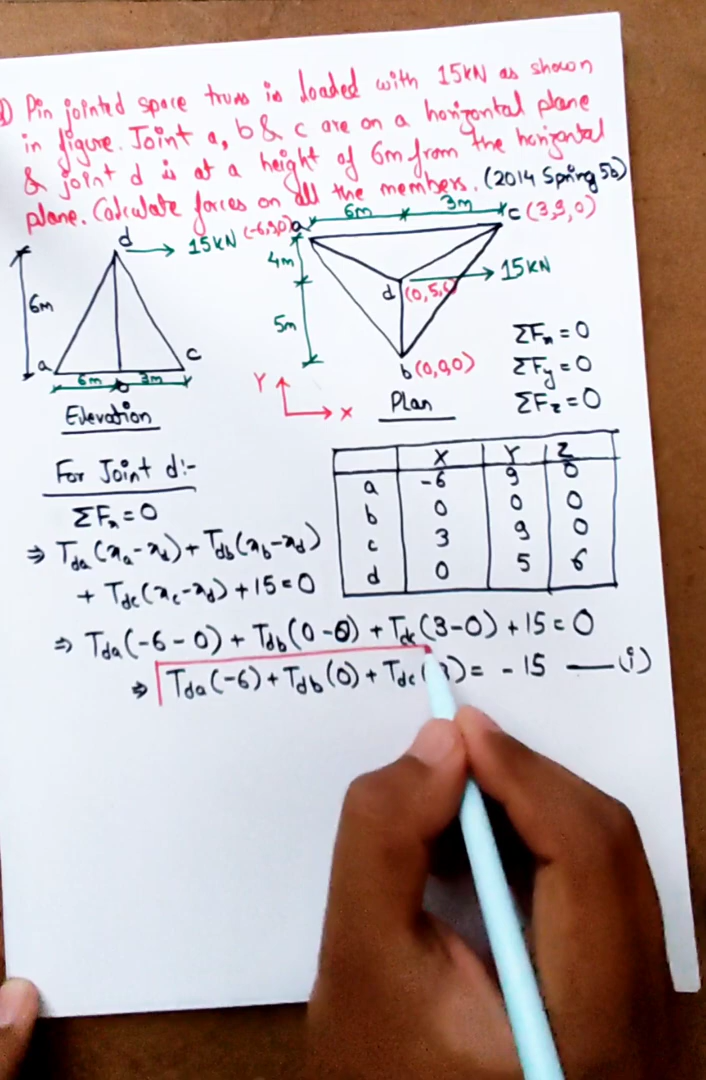 Pin jointed space truss is loaded with 15kN as shown
in figure. Joint a, b & c are on a horizontal plane
& joint d is at a height of 6m from the horizontal
plane. Calculate forces on all the members. (2014 Spring 5b)
d
15kN
6m
a
c
6m
3m
b
Elevation
6m
3m
(-6,9,0)a
c (3,9,0)
4m
15KN
d
(0,5,6)
5m
b(0,0,0)
Y
X
Plan
ΣFx = 0
ΣFy = 0
ΣFz = 0
X Y Z
a -6 9 0
b 0 0 0
c 3 9 0
d 0 5 6
For Joint d:-
ΣFx = 0
⇒ Tda(xa-xd) + Tdb(xb-xd)
+ Tdc(xc-xd) + 15 = 0
⇒ Tda(-6-0) + Tdb(0-0) + Tdc(3-0) + 15 = 0
⇒ Tda(-6) + Tdb(0) + Tdc( = -15 —(i)